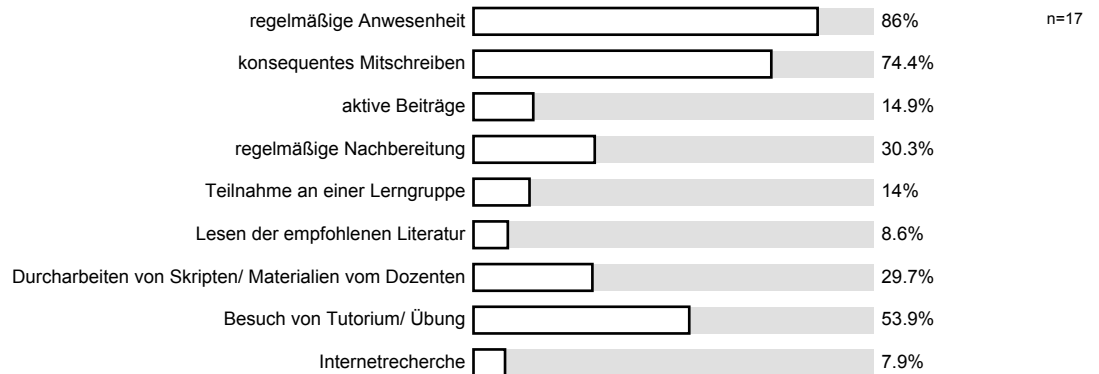 regelmäßige Anwesenheit 86% n=17
konsequentes Mitschreiben 74.4%
aktive Beiträge 14.9%
regelmäßige Nachbereitung 30.3%
Teilnahme an einer Lerngruppe 14%
Lesen der empfohlenen Literatur 8.6%
Durcharbeiten von Skripten/ Materialien vom Dozenten 29.7%
Besuch von Tutorium/ Übung 53.9%
Internetrecherche 7.9%